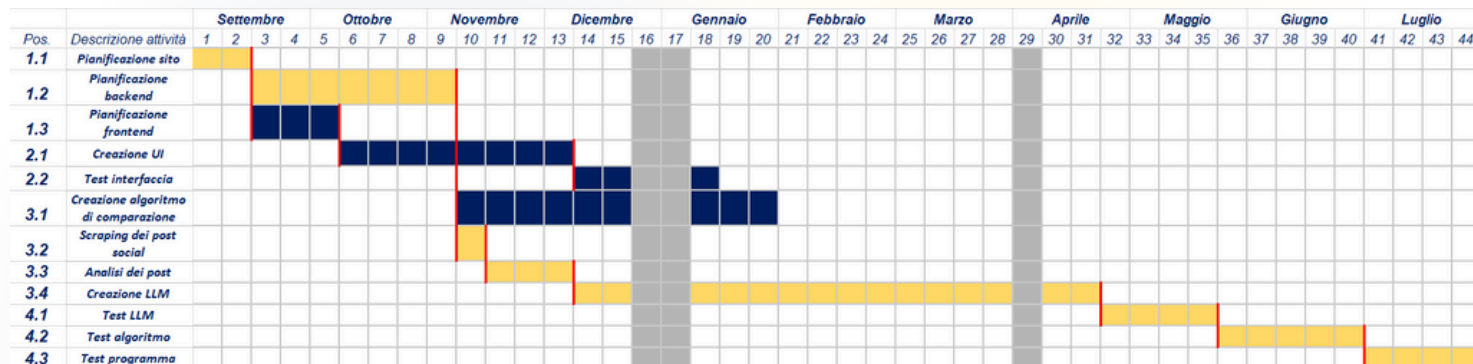 Settembre Ottobre Novembre Dicembre Gennaio Febbraio Marzo Aprile Maggio Giugno Luglio
Pos. Descrizione attività 1 2 3 4 5 6 7 8 9 10 11 12 13 14 15 16 17 18 19 20 21 22 23 24 25 26 27 28 29 30 31 32 33 34 35 36 37 38 39 40 41 42 43 44
1.1 Pianificazione sito
1.2 Pianificazione
backend
1.3 Pianificazione
frontend
2.1 Creazione UI
2.2 Test interfaccia
3.1 Creazione algoritmo
di comparazione
3.2 Scraping dei post
social
3.3 Analisi dei post
3.4 Creazione LLM
4.1 Test LLM
4.2 Test algoritmo
4.3 Test programma